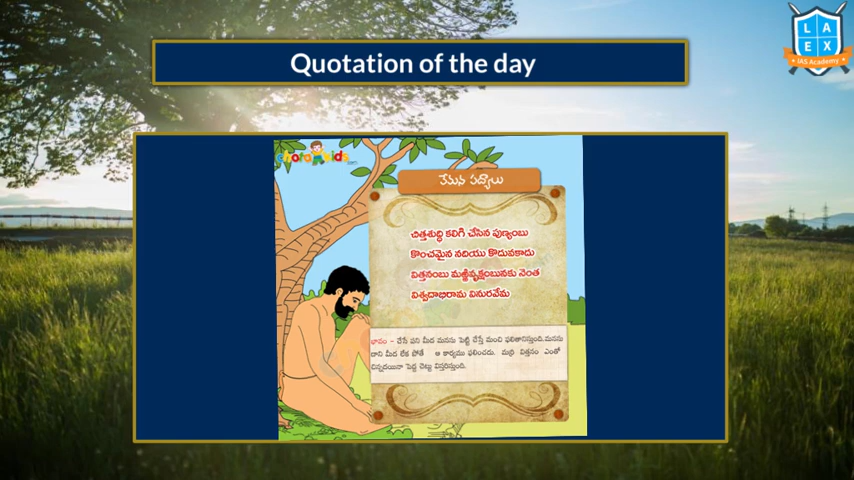 Quotation of the day
L A
E X
IAS Academy
వేమన పద్యాలు
చిత్తశుద్ధి కలిగి చేసిన పుణ్యంబు
కొంచమైన నదియు కొదువకాదు
విత్తనంబు మఱ్ఱివృక్షంబునకు నెంత
విశ్వదాభిరామ వినురవేమ
భావం - చేసే పని మీద మనసు పెట్టి చేస్తే మంచి ఫలితానిస్తుంది.మనసు
దాని మీద లేక పోతే ఆ కార్యము ఫలించదు. మర్రి విత్తనం ఎంతో
చిన్నదయినా పెద్ద చెట్టు విస్తరిస్తుంది.